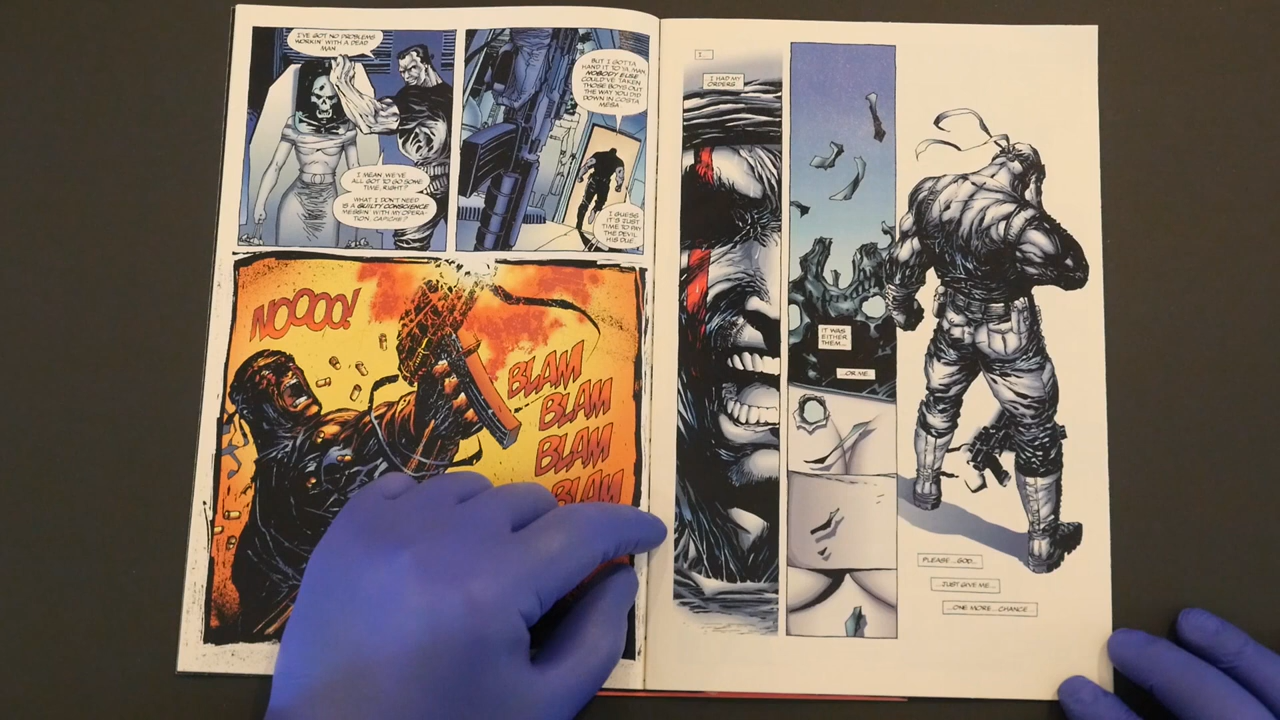 I'VE GOT NO PROBLEMS
WORKIN' WITH A DEAD
MAN.
I MEAN, WE'VE
ALL GOT TO GO SOME
TIME, RIGHT?
WHAT I DON'T NEED
IS A GUILTY CONSCIENCE
MESSIN' WITH MY OPERA-
TION, CAPICHE?
BUT I GOTTA
HAND IT TO YA, MAN,
NOBODY ELSE
COULD'VE TAKEN
THOSE BOYS OUT
THE WAY YOU DID
DOWN IN COSTA
MESA.
I GUESS
IT'S JUST
TIME TO PAY
THE DEVIL
HIS DUE.
NOOOO!
BLAM
BLAM
BLAM
BLAM
I...
I HAD MY
ORDERS.
IT WAS
EITHER
THEM...
...OR ME.
PLEASE...GOD...
...JUST GIVE ME...
...ONE MORE...CHANCE...